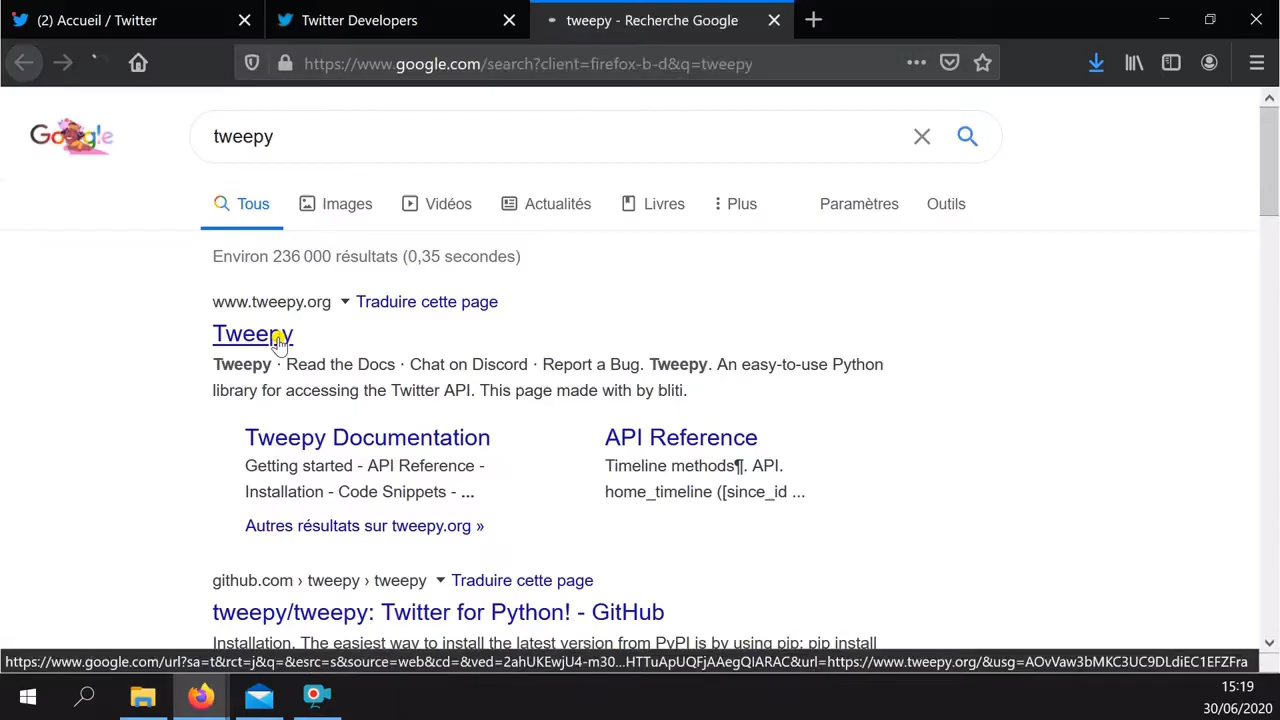 (2) Accueil / Twitter
Twitter Developers
tweepy - Recherche Google
https://www.google.com/search?client=firefox-b-d&q=tweepy
Google
tweepy
Tous
Images
Vidéos
Actualités
Livres
Plus
Paramètres
Outils
Environ 236 000 résultats (0,35 secondes)
www.tweepy.org
Traduire cette page
Tweepy
Tweepy · Read the Docs · Chat on Discord · Report a Bug. Tweepy. An easy-to-use Python
library for accessing the Twitter API. This page made with by bliti.
Tweepy Documentation
Getting started - API Reference -
Installation - Code Snippets - ...
API Reference
Timeline methods¶. API.
home_timeline ([since_id ...
Autres résultats sur tweepy.org »
github.com › tweepy › tweepy
Traduire cette page
tweepy/tweepy: Twitter for Python! - GitHub
Installation. The easiest way to install the latest version from PyPI is by using pip: pip install
https://www.google.com/url?sa=t&rct=j&q=&esrc=s&source=web&cd=&ved=2ahUKEwjU4-m30...HTTuApUQFjAAegQIARAC&url=https://www.tweepy.org/&usg=AOvVaw3bMKC3UC9DLdiEC1EFZFra
15:19
30/06/2020